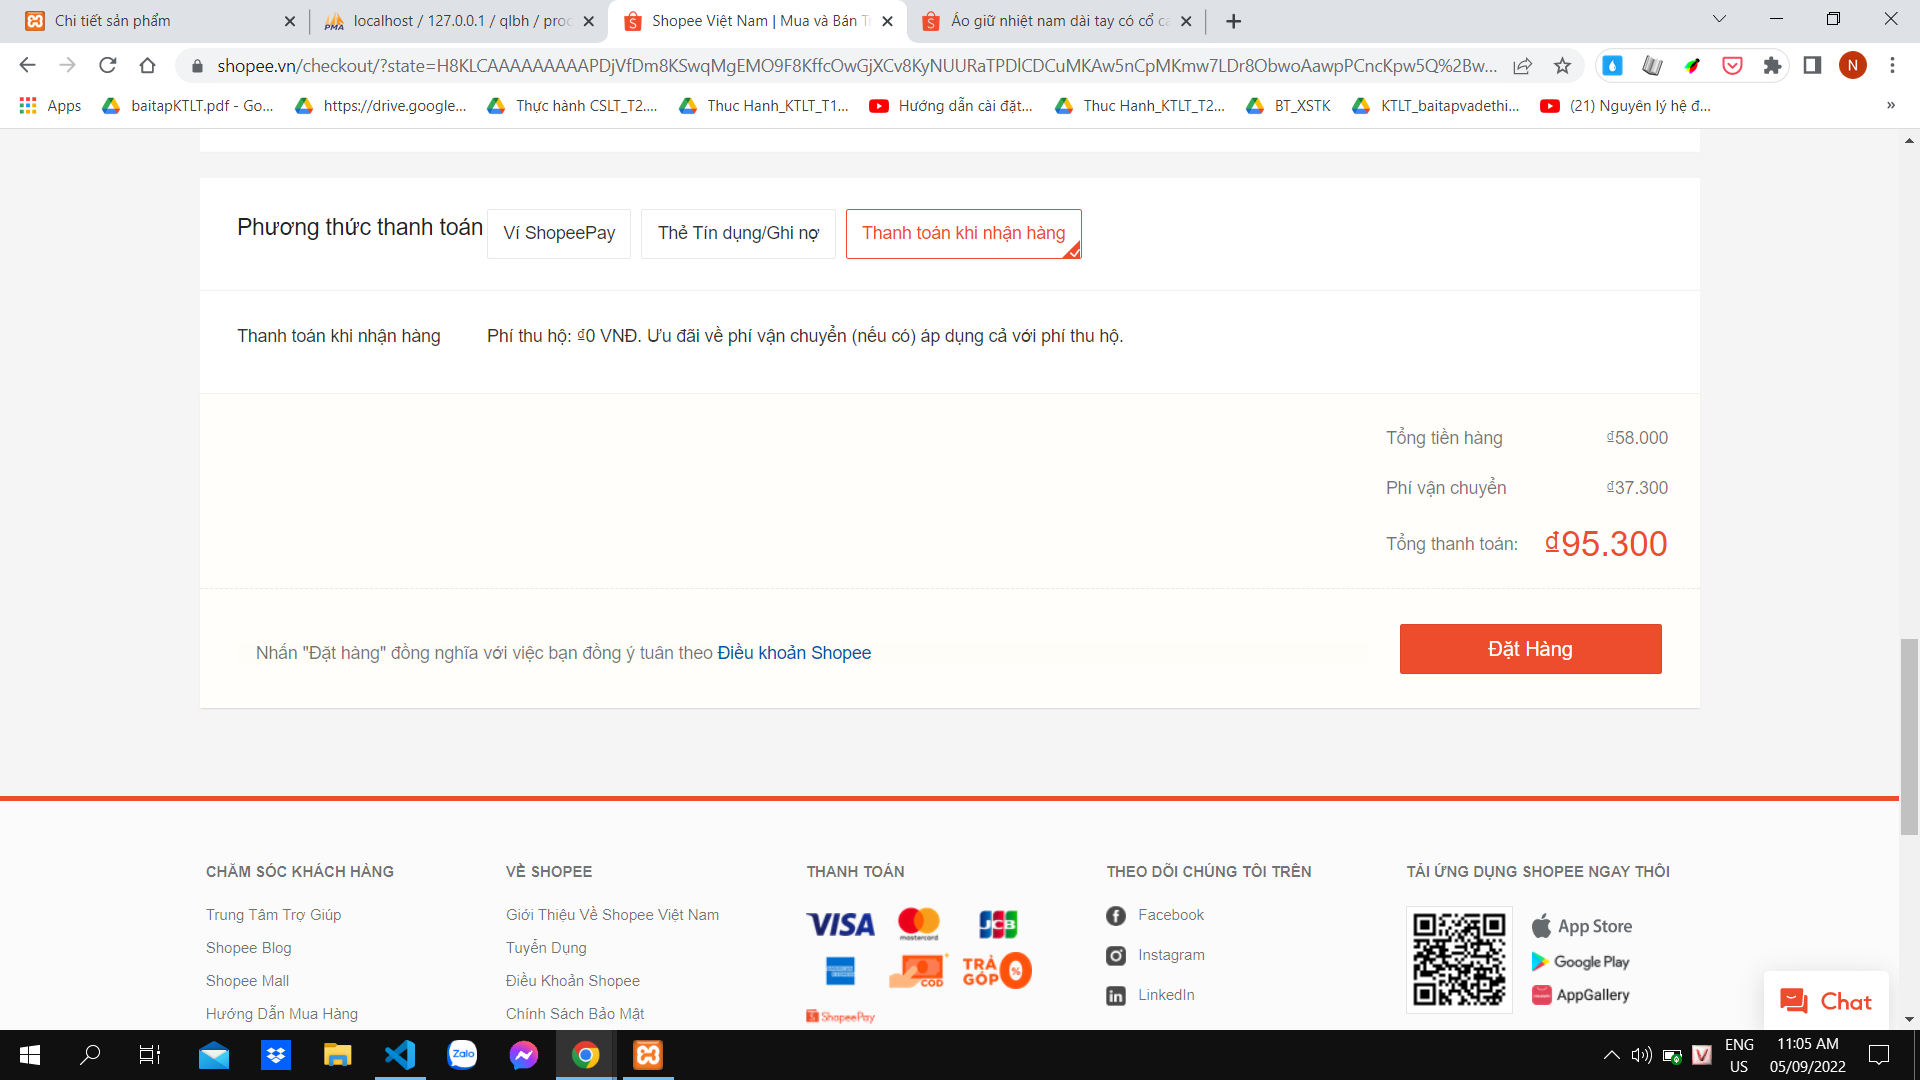 Chi tiết sản phẩm
localhost / 127.0.0.1 / qlbh / proc
Shopee Việt Nam | Mua và Bán Tr
Áo giữ nhiệt nam dài tay có cổ ca
shopee.vn/checkout/?state=H8KLCAAAAAAAAAPDjVfDm8KSwqMgEMO9F8KffcOwGjXCv8KyNUURaTPDlCDCuMKAw5nCpMKmw7LDr8ObwoAawpPCncKpw5Q%2Bw...
N
Apps
baitapKTLT.pdf - Go...
https://drive.google...
Thực hành CSLT_T2....
Thuc Hanh_KTLT_T1...
Hướng dẫn cài đặt...
Thuc Hanh_KTLT_T2...
BT_XSTK
KTLT_baitapvadethi...
(21) Nguyên lý hệ đ...
»
Phương thức thanh toán
Ví ShopeePay
Thẻ Tín dụng/Ghi nợ
Thanh toán khi nhận hàng
Thanh toán khi nhận hàng
Phí thu hộ: ₫0 VNĐ. Ưu đãi về phí vận chuyển (nếu có) áp dụng cả với phí thu hộ.
Tổng tiền hàng ₫58.000
Phí vận chuyển ₫37.300
Tổng thanh toán: ₫95.300
Nhấn "Đặt hàng" đồng nghĩa với việc bạn đồng ý tuân theo Điều khoản Shopee
Đặt Hàng
CHĂM SÓC KHÁCH HÀNG
Trung Tâm Trợ Giúp
Shopee Blog
Shopee Mall
Hướng Dẫn Mua Hàng
VỀ SHOPEE
Giới Thiệu Về Shopee Việt Nam
Tuyển Dụng
Điều Khoản Shopee
Chính Sách Bảo Mật
THANH TOÁN
VISA
mastercard
JCB
COD
TRẢ GÓP %
ShopeePay
THEO DÕI CHÚNG TÔI TRÊN
Facebook
Instagram
LinkedIn
TẢI ỨNG DỤNG SHOPEE NGAY THÔI
App Store
Google Play
AppGallery
Chat
Zalo
ENG
US
11:05 AM
05/09/2022